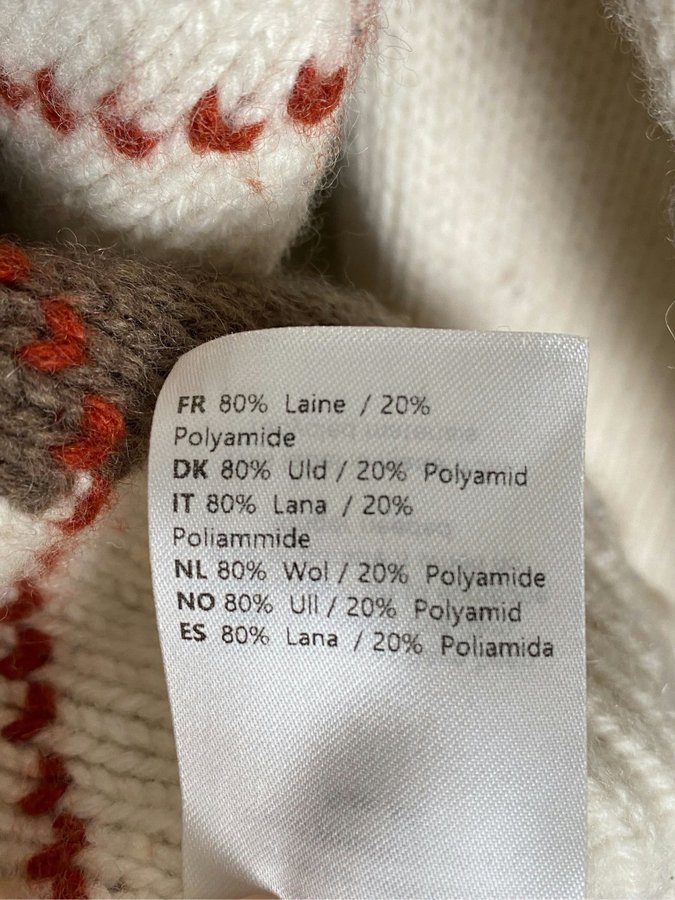 FR 80% Laine / 20%
Polyamide
DK 80% Uld / 20% Polyamid
IT 80% Lana / 20%
Poliammide
NL 80% Wol / 20% Polyamide
NO 80% Ull / 20% Polyamid
ES 80% Lana / 20% Poliamida